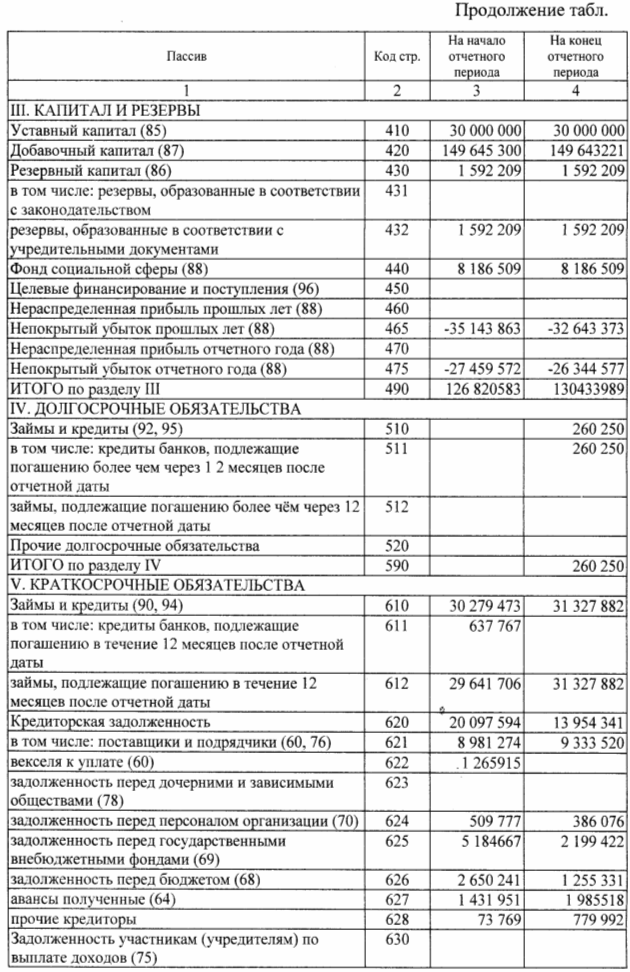 Продолжение табл.
Пассив Код стр. На начало отчетного периода На конец отчетного периода
1 2 3 4
III. КАПИТАЛ И РЕЗЕРВЫ
Уставный капитал (85) 410 30 000 000 30 000 000
Добавочный капитал (87) 420 149 645 300 149 643221
Резервный капитал (86) 430 1 592 209 1 592 209
в том числе: резервы, образованные в соответствии 431
с законодательством
резервы, образованные в соответствии с 432 1 592 209 1 592 209
учредительными документами
Фонд социальной сферы (88) 440 8 186 509 8 186 509
Целевые финансирование и поступления (96) 450
Нераспределенная прибыль прошлых лет (88) 460
Непокрытый убыток прошлых лет (88) 465 -35 143 863 -32 643 373
Нераспределенная прибыль отчетного года (88) 470
Непокрытый убыток отчетного года (88) 475 -27 459 572 -26 344 577
ИТОГО по разделу III 490 126 820583 130433989
IV. ДОЛГОСРОЧНЫЕ ОБЯЗАТЕЛЬСТВА
Займы и кредиты (92, 95) 510 260 250
в том числе: кредиты банков, подлежащие 511 260 250
погашению более чем через 1 2 месяцев после
отчетной даты
займы, подлежащие погашению более чём через 12 512
месяцев после отчетной даты
Прочие долгосрочные обязательства 520
ИТОГО по разделу IV 590 260 250
V. КРАТКОСРОЧНЫЕ ОБЯЗАТЕЛЬСТВА
Займы и кредиты (90, 94) 610 30 279 473 31 327 882
в том числе: кредиты банков, подлежащие 611 637 767
погашению в течение 12 месяцев после отчетной
даты
займы, подлежащие погашению в течение 12 612 29 641 706 31 327 882
месяцев после отчетной даты
Кредиторская задолженность 620 20 097 594 13 954 341
в том числе: поставщики и подрядчики (60, 76) 621 8 981 274 9 333 520
векселя к уплате (60) 622 .1 265915
задолженность перед дочерними и зависимыми 623
обществами (78)
задолженность перед персоналом организации (70) 624 509 777 386 076
задолженность перед государственными 625 5 184667 2 199 422
внебюджетными фондами (69)
задолженность перед бюджетом (68) 626 2 650 241 1 255 331
авансы полученные (64) 627 1 431 951 1 985518
прочие кредиторы 628 73 769 779 992
Задолженность участникам (учредителям) по 630
выплате доходов (75)